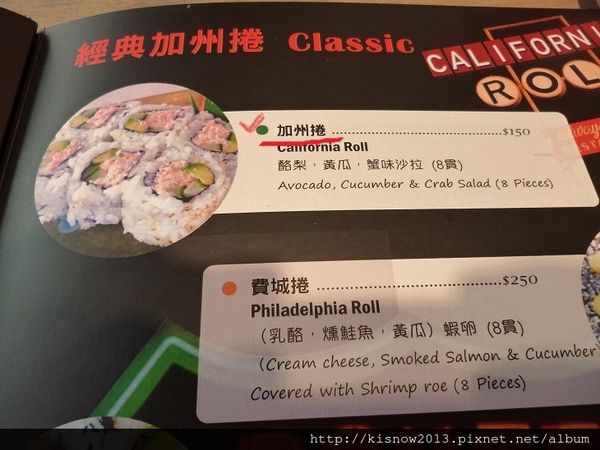 經典加州捲 Classic
CALIFORNI
ROL
加州捲 $150
California Roll
酪梨，黃瓜，蟹味沙拉 (8貫)
Avocado, Cucumber & Crab Salad (8 Pieces)
費城捲 $250
Philadelphia Roll
(乳酪，燻鮭魚，黃瓜) 蝦卵 (8貫)
(Cream cheese, Smoked Salmon & Cucumber)
Covered with Shrimp roe (8 Pieces)
http://kisnow2013.pixnet.net/album